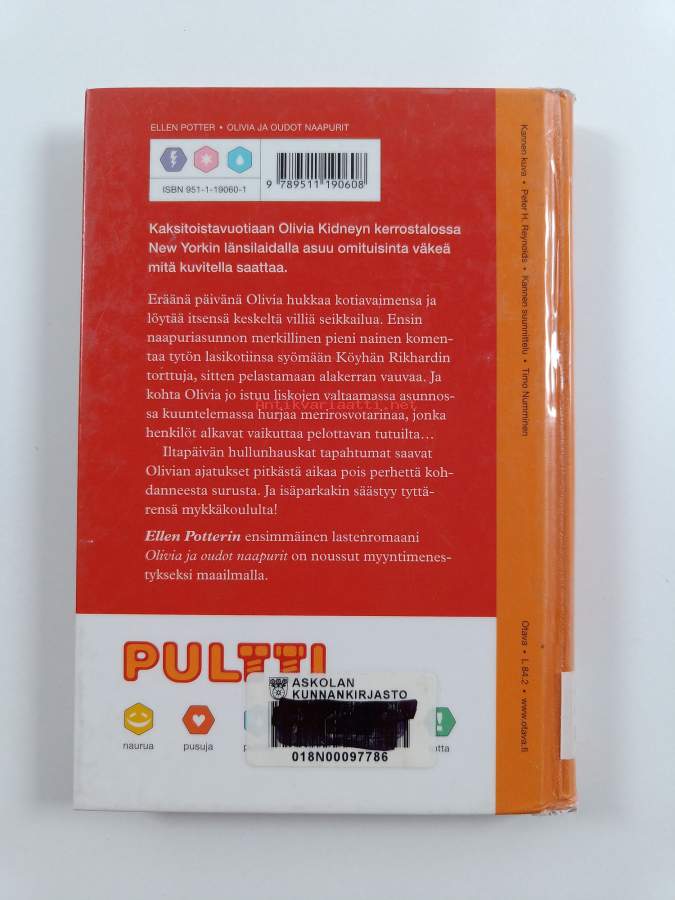 ELLEN POTTER • OLIVIA JA OUDOT NAAPURIT
ISBN 951-1-19060-1
9 789511 190608
Kaksitoistavuotiaan Olivia Kidneyn kerrostalossa
New Yorkin länsilaidalla asuu omituisinta väkeä
mitä kuvitella saattaa.
Eräänä päivänä Olivia hukkaa kotiavaimensa ja
löytää itsensä keskeltä villiä seikkailua. Ensin
naapuriasunnon merkillinen pieni nainen komen-
taa tytön lasikotiinsa syömään Köyhän Rikhardin
torttuja, sitten pelastamaan alakerran vauvaa. Ja
kohta Olivia jo istuu liskojen valtaamassa asunnos-
sa kuuntelemassa hurjaa merirosvotarinaa, jonka
henkilöt alkavat vaikuttaa pelottavan tutuilta…
Iltapäivän hullunhauskat tapahtumat saavat
Olivian ajatukset pitkästä aikaa pois perhettä koh-
danneesta surusta. Ja isäparkakin säästyy tyttä-
rensä mykkäkoululta!
Ellen Potterin ensimmäinen lastenromaani
Olivia ja oudot naapurit on noussut myyntimenes-
tykseksi maailmalla.
antikvariaatti.net
PULTTI
naurua
pusuja
ASKOLAN
KUNNANKIRJASTO
018N00097786
Kannen kuva • Peter H. Reynolds • Kannen suunnittelu • Timo Numminen
Otava • L 84.2 • www.otava.fi